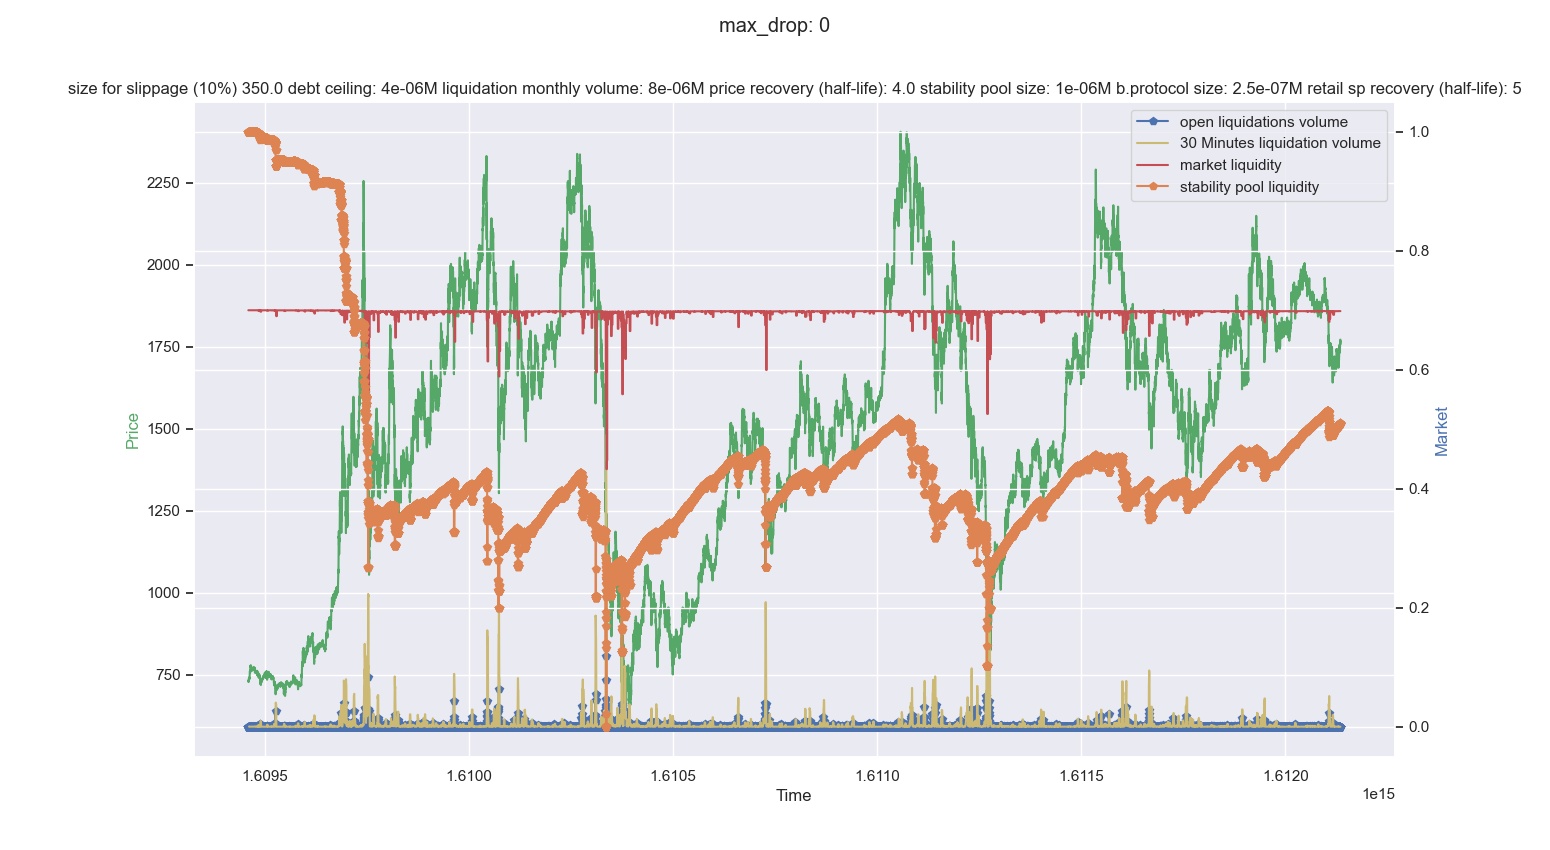 max_drop: 0
size for slippage (10%) 350.0 debt ceiling: 4e-06M liquidation monthly volume: 8e-06M price recovery (half-life): 4.0 stability pool size: 1e-06M b.protocol size: 2.5e-07M retail sp recovery (half-life): 5
open liquidations volume
30 Minutes liquidation volume
market liquidity
stability pool liquidity
2250
2000
1750
1500
1250
1000
750
Price
1.0
0.8
0.6
0.4
0.2
0.0
Market
1.6095
1.6100
1.6105
1.6110
1.6115
1.6120
Time
1e15